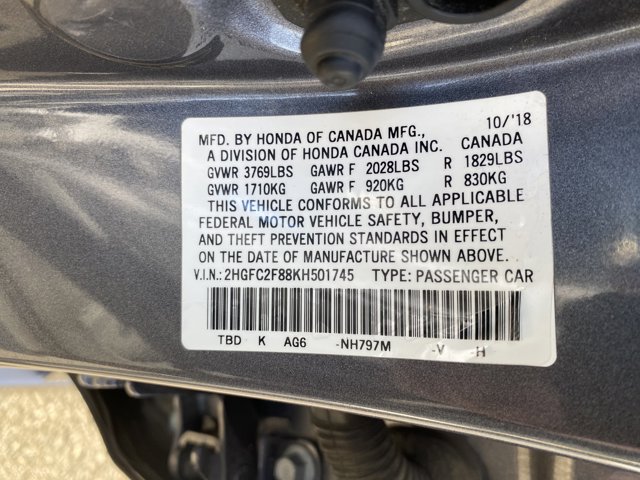 10/'18
MFD. BY HONDA OF CANADA MFG., CANADA
A DIVISION OF HONDA CANADA INC.
GVWR 3769LBS GAWR F 2028LBS R 1829LBS
GVWR 1710KG GAWR F 920KG R 830KG
THIS VEHICLE CONFORMS TO ALL APPLICABLE
FEDERAL MOTOR VEHICLE SAFETY, BUMPER,
AND THEFT PREVENTION STANDARDS IN EFFECT
ON THE DATE OF MANUFACTURE SHOWN ABOVE.
V.I.N.: 2HGFC2F88KH501745 TYPE: PASSENGER CAR
TBD K AG6 -NH797M -V -H